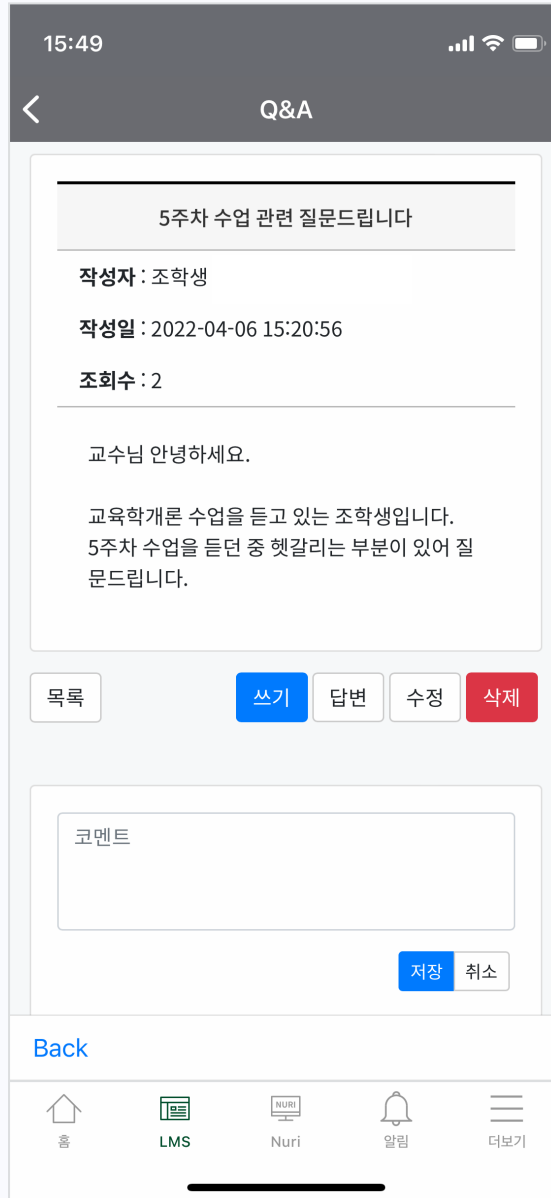 15:49
Q&A
5주차 수업 관련 질문드립니다
작성자 : 조학생
작성일 : 2022-04-06 15:20:56
조회수 : 2
교수님 안녕하세요.
교육학개론 수업을 듣고 있는 조학생입니다.
5주차 수업을 듣던 중 헷갈리는 부분이 있어 질
문드립니다.
목록 쓰기 답변 수정 삭제
코멘트
저장 취소
Back
NURI
홈 LMS Nuri 알림 더보기